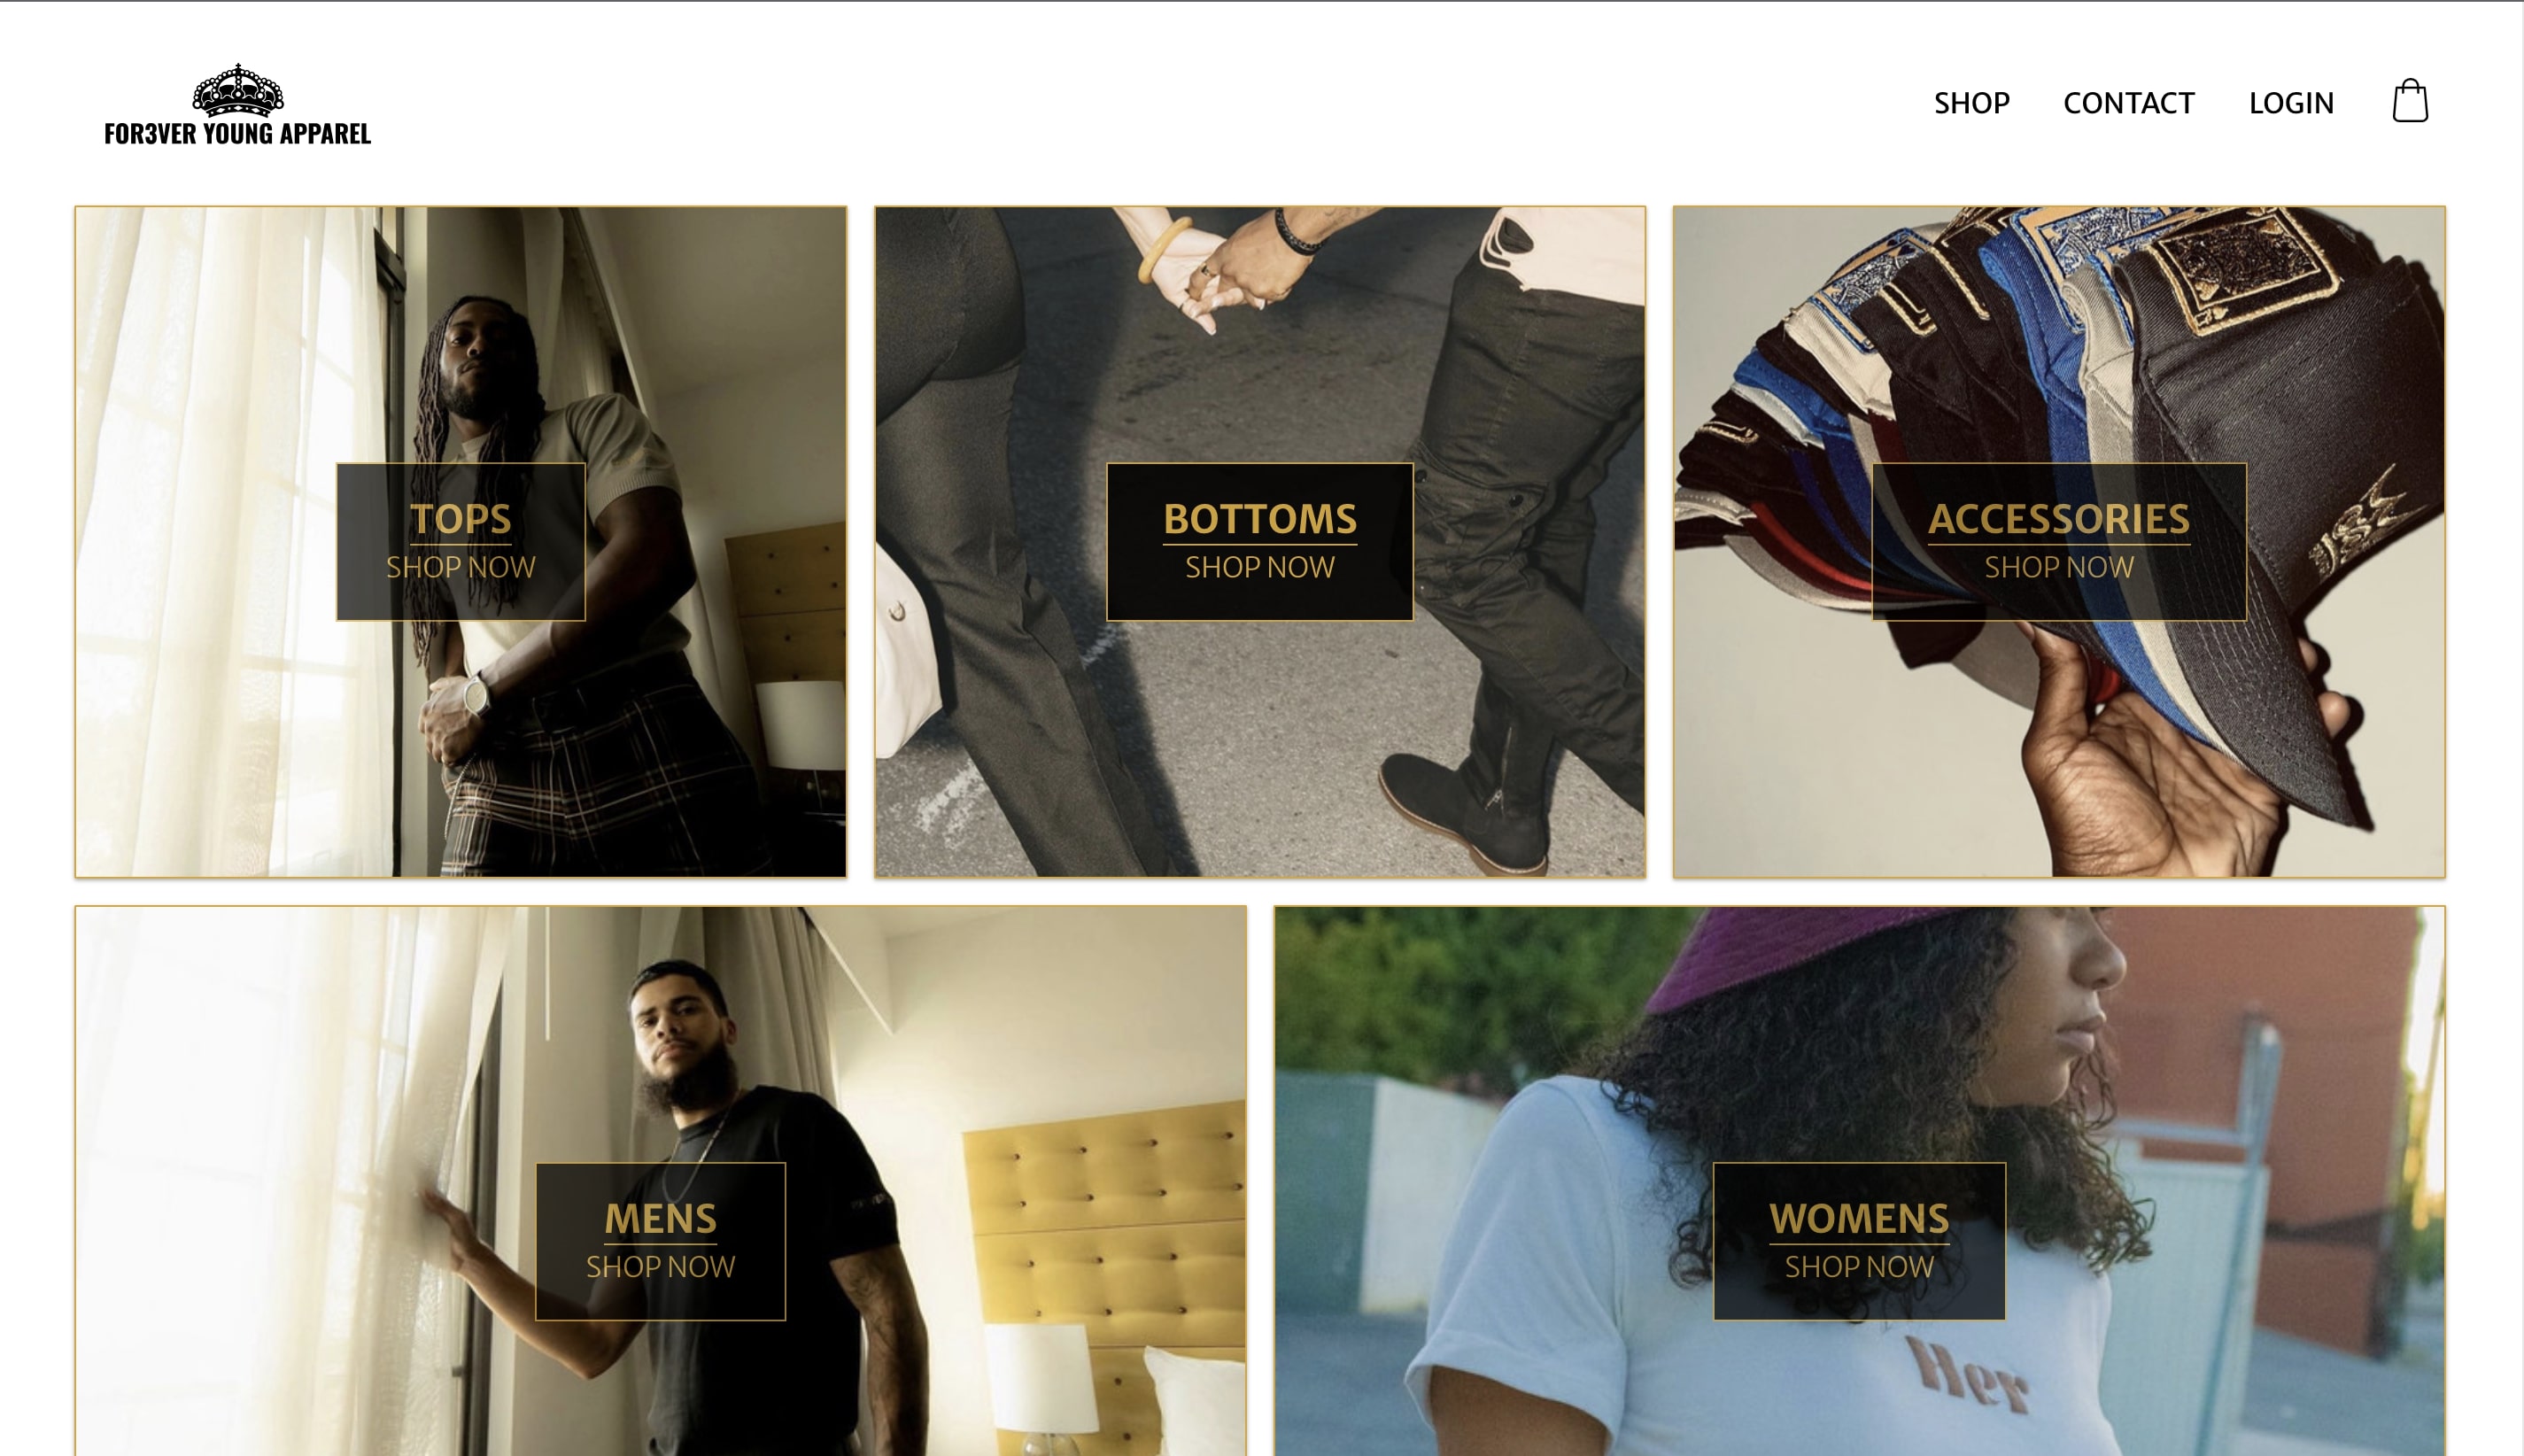 FOR3VER YOUNG APPAREL
SHOP
CONTACT
LOGIN
TOPS
SHOP NOW
BOTTOMS
SHOP NOW
ACCESSORIES
SHOP NOW
MENS
SHOP NOW
WOMENS
SHOP NOW
Her